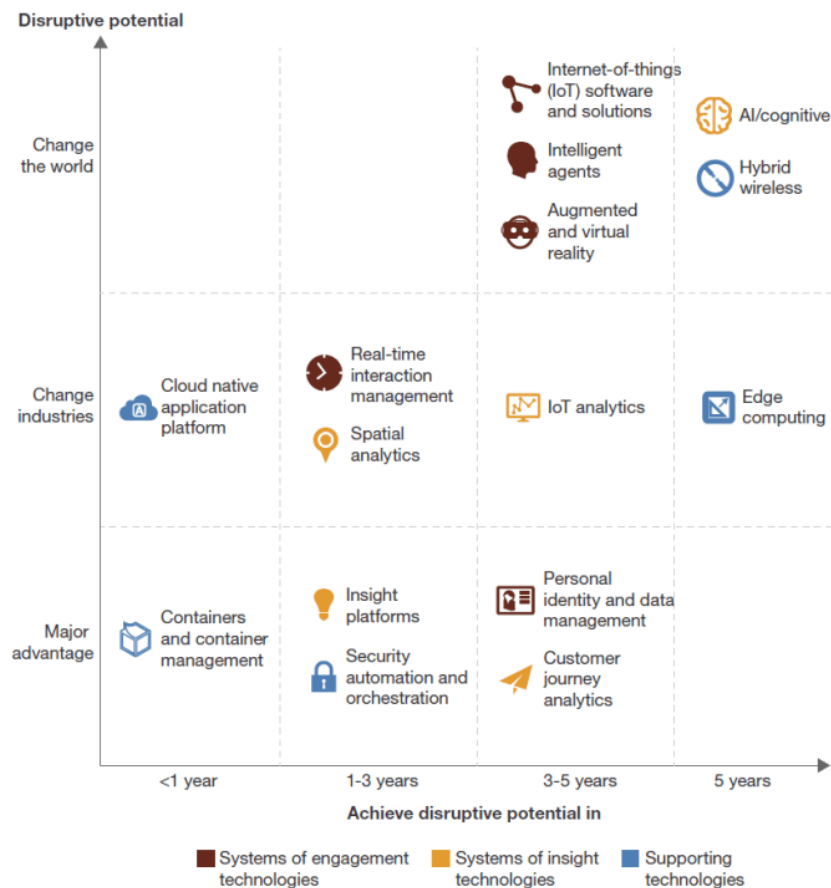 Disruptive potential
Change
the world
Internet-of-things
(IoT) software
and solutions
Intelligent
agents
Augmented
and virtual
reality
AI/cognitive
Hybrid
wireless
Change
industries
Cloud native
application
platform
A
Real-time
interaction
management
Spatial
analytics
IoT analytics
Edge
computing
Major
advantage
Containers
and container
management
Insight
platforms
Security
automation and
orchestration
Personal
identity and data
management
Customer
journey
analytics
<1 year
1-3 years
3-5 years
5 years
Achieve disruptive potential in
Systems of engagement
technologies
Systems of insight
technologies
Supporting
technologies